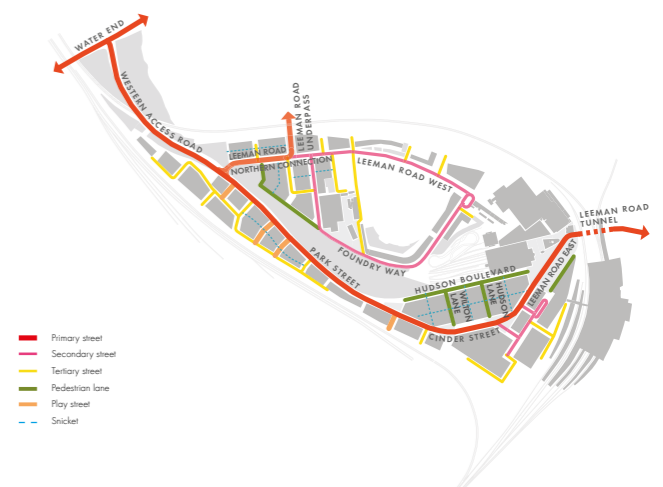 WATER END
WESTERN ACCESS ROAD
LEEMAN ROAD
UNDERPASS
LEEMAN ROAD
NORTHERN CONNECTION
LEEMAN ROAD WEST
LEEMAN ROAD
TUNNEL
FOUNDRY WAY
PARK STREET
HUDSON BOULEVARD
WILTON
LANE
HUDSON
LANE
LEEMAN ROAD EAST
CINDER STREET
Primary street
Secondary street
Tertiary street
Pedestrian lane
Play street
Snicket